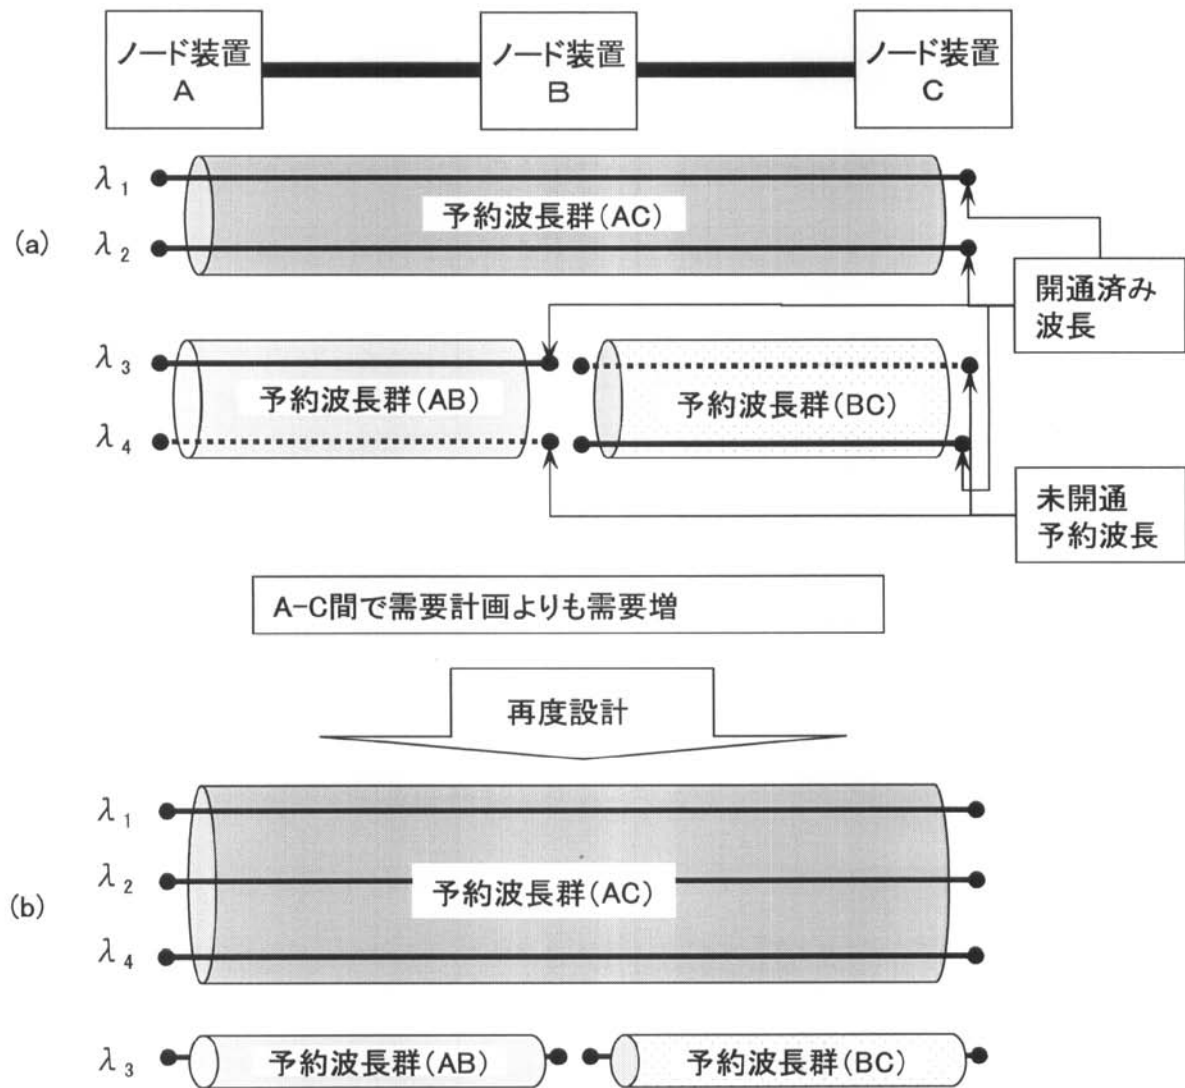 ノード装置
A
ノード装置
B
ノード装置
C
(a)
λ1
予約波長群(AC)
λ2
開通済み
波長
λ3
予約波長群(AB)
予約波長群(BC)
λ4
未開通
予約波長
A-C間で需要計画よりも需要増
再度設計
(b)
λ1
λ2
予約波長群(AC)
λ4
λ3
予約波長群(AB)
予約波長群(BC)